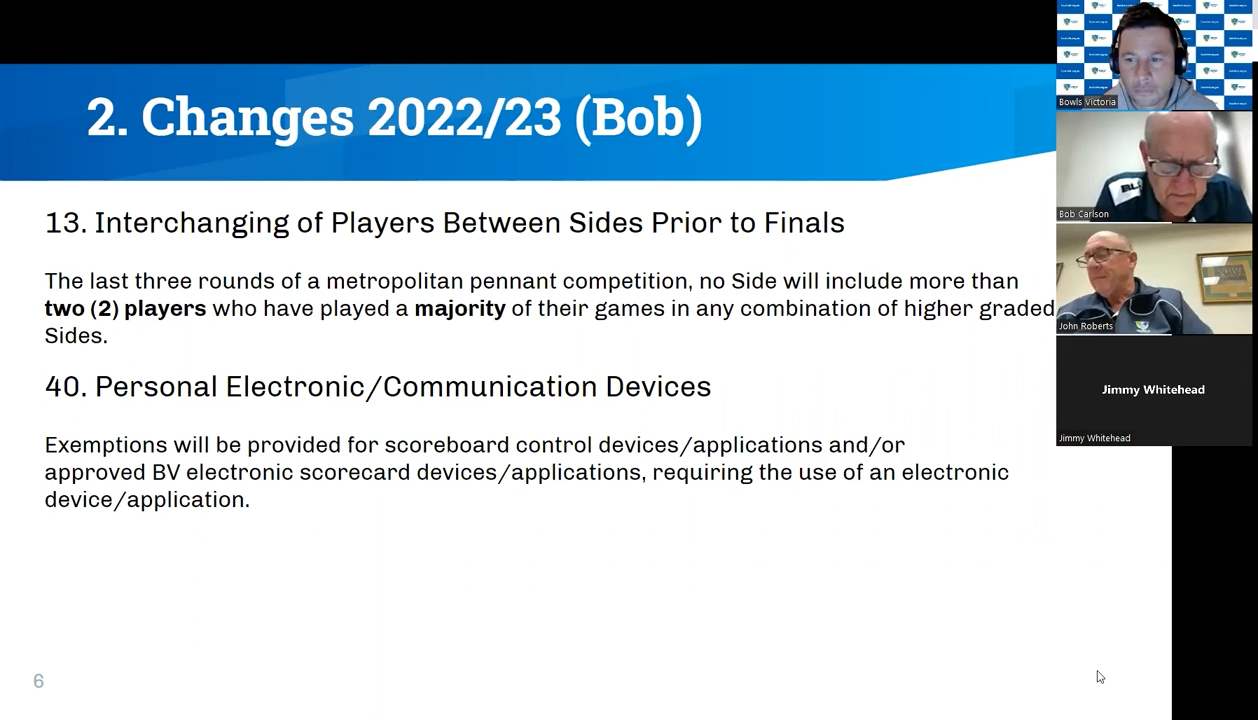 2. Changes 2022/23 (Bob)
13. Interchanging of Players Between Sides Prior to Finals
The last three rounds of a metropolitan pennant competition, no Side will include more than
two (2) players who have played a majority of their games in any combination of higher graded
Sides.
40. Personal Electronic/Communication Devices
Exemptions will be provided for scoreboard control devices/applications and/or
approved BV electronic scorecard devices/applications, requiring the use of an electronic
device/application.
6
Bowls Victoria
Bob Carlson
John Roberts
Jimmy Whitehead
Jimmy Whitehead